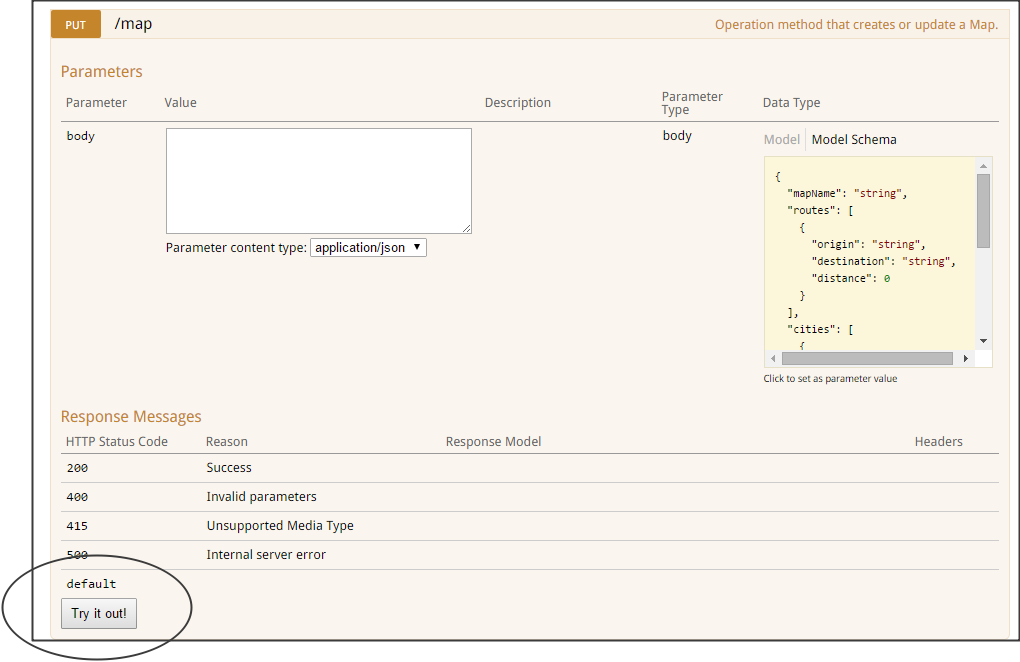 PUT /map Operation method that creates or update a Map.
Parameters
Parameter Value Description Parameter Type Data Type
body body Model Model Schema
{
"mapName": "string",
"routes": [
{
"origin": "string",
"destination": "string",
"distance": 0
}
],
"cities": [
{
Parameter content type: application/json
Click to set as parameter value
Response Messages
HTTP Status Code Reason Response Model Headers
200 Success
400 Invalid parameters
415 Unsupported Media Type
500 Internal server error
default
Try it out!